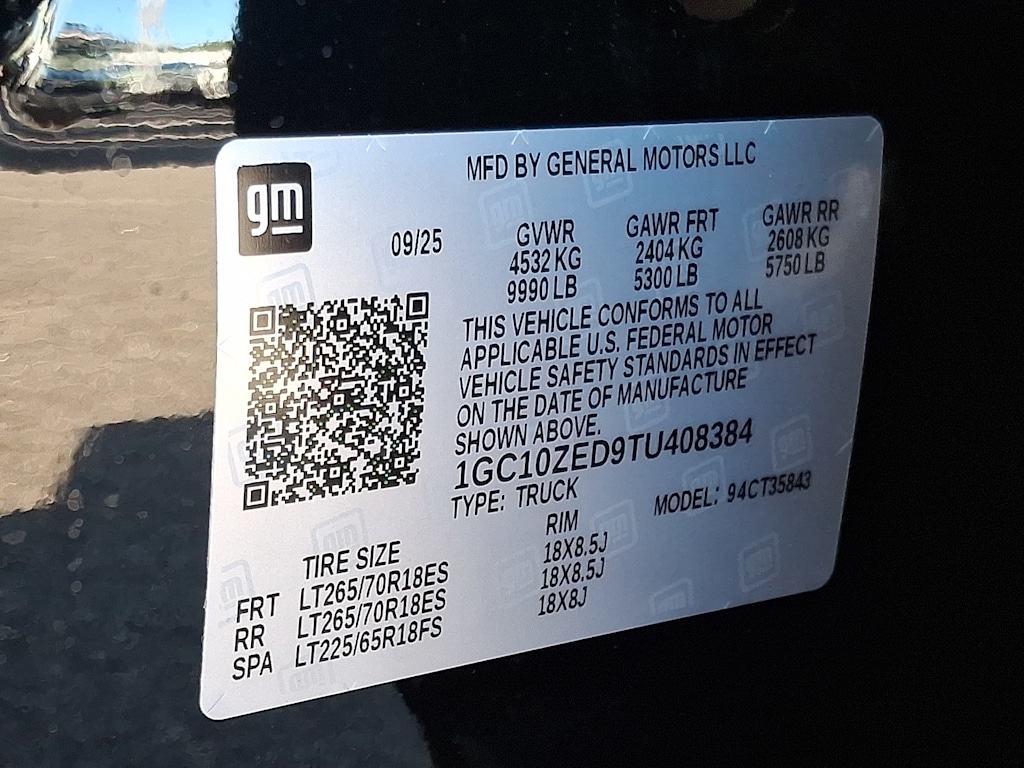 gm
MFD BY GENERAL MOTORS LLC
09/25 GVWR GAWR FRT GAWR RR
4532 KG 2404 KG 2608 KG
9990 LB 5300 LB 5750 LB
THIS VEHICLE CONFORMS TO ALL
APPLICABLE U.S. FEDERAL MOTOR
VEHICLE SAFETY STANDARDS IN EFFECT
ON THE DATE OF MANUFACTURE
SHOWN ABOVE.
1GC10ZED9TU408384
TYPE: TRUCK MODEL: 94CT35843
TIRE SIZE RIM
FRT LT265/70R18ES 18X8.5J
RR LT265/70R18ES 18X8.5J
SPA LT225/65R18FS 18X8J